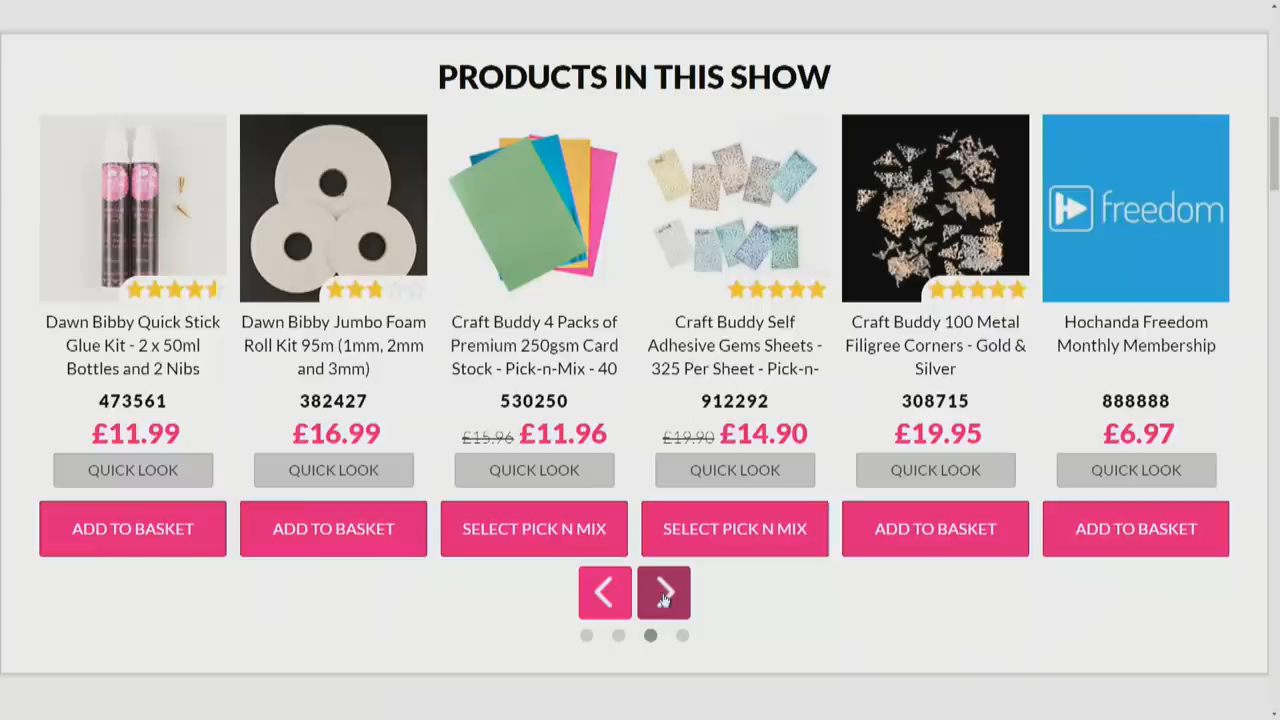 PRODUCTS IN THIS SHOW
freedom
Dawn Bibby Quick Stick
Glue Kit - 2 x 50ml
Bottles and 2 Nibs
473561
£11.99
QUICK LOOK
ADD TO BASKET
Dawn Bibby Jumbo Foam
Roll Kit 95m (1mm, 2mm
and 3mm)
382427
£16.99
QUICK LOOK
ADD TO BASKET
Craft Buddy 4 Packs of
Premium 250gsm Card
Stock - Pick-n-Mix - 40
530250
£15.96 £11.96
QUICK LOOK
SELECT PICK N MIX
Craft Buddy Self
Adhesive Gems Sheets -
325 Per Sheet - Pick-n-
912292
£19.90 £14.90
QUICK LOOK
SELECT PICK N MIX
Craft Buddy 100 Metal
Filigree Corners - Gold &
Silver
308715
£19.95
QUICK LOOK
ADD TO BASKET
Hochanda Freedom
Monthly Membership
888888
£6.97
QUICK LOOK
ADD TO BASKET